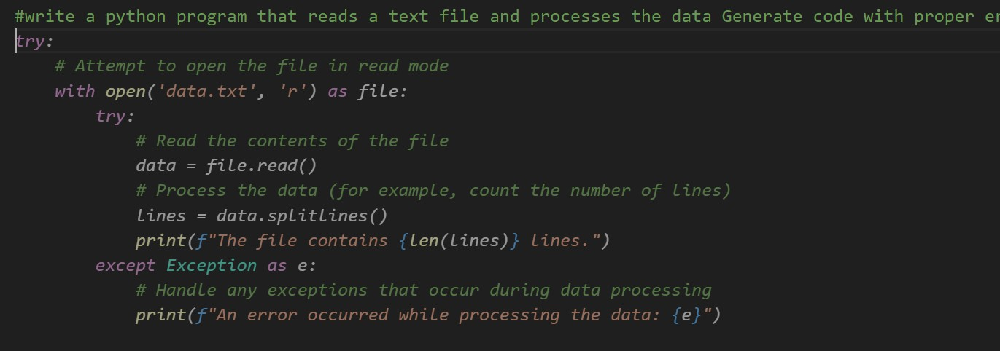 #write a python program that reads a text file and processes the data Generate code with proper
try:
    # Attempt to open the file in read mode
    with open('data.txt', 'r') as file:
        try:
            # Read the contents of the file
            data = file.read()
            # Process the data (for example, count the number of lines)
            lines = data.splitlines()
            print(f"The file contains {len(lines)} lines.")
        except Exception as e:
            # Handle any exceptions that occur during data processing
            print(f"An error occurred while processing the data: {e}")